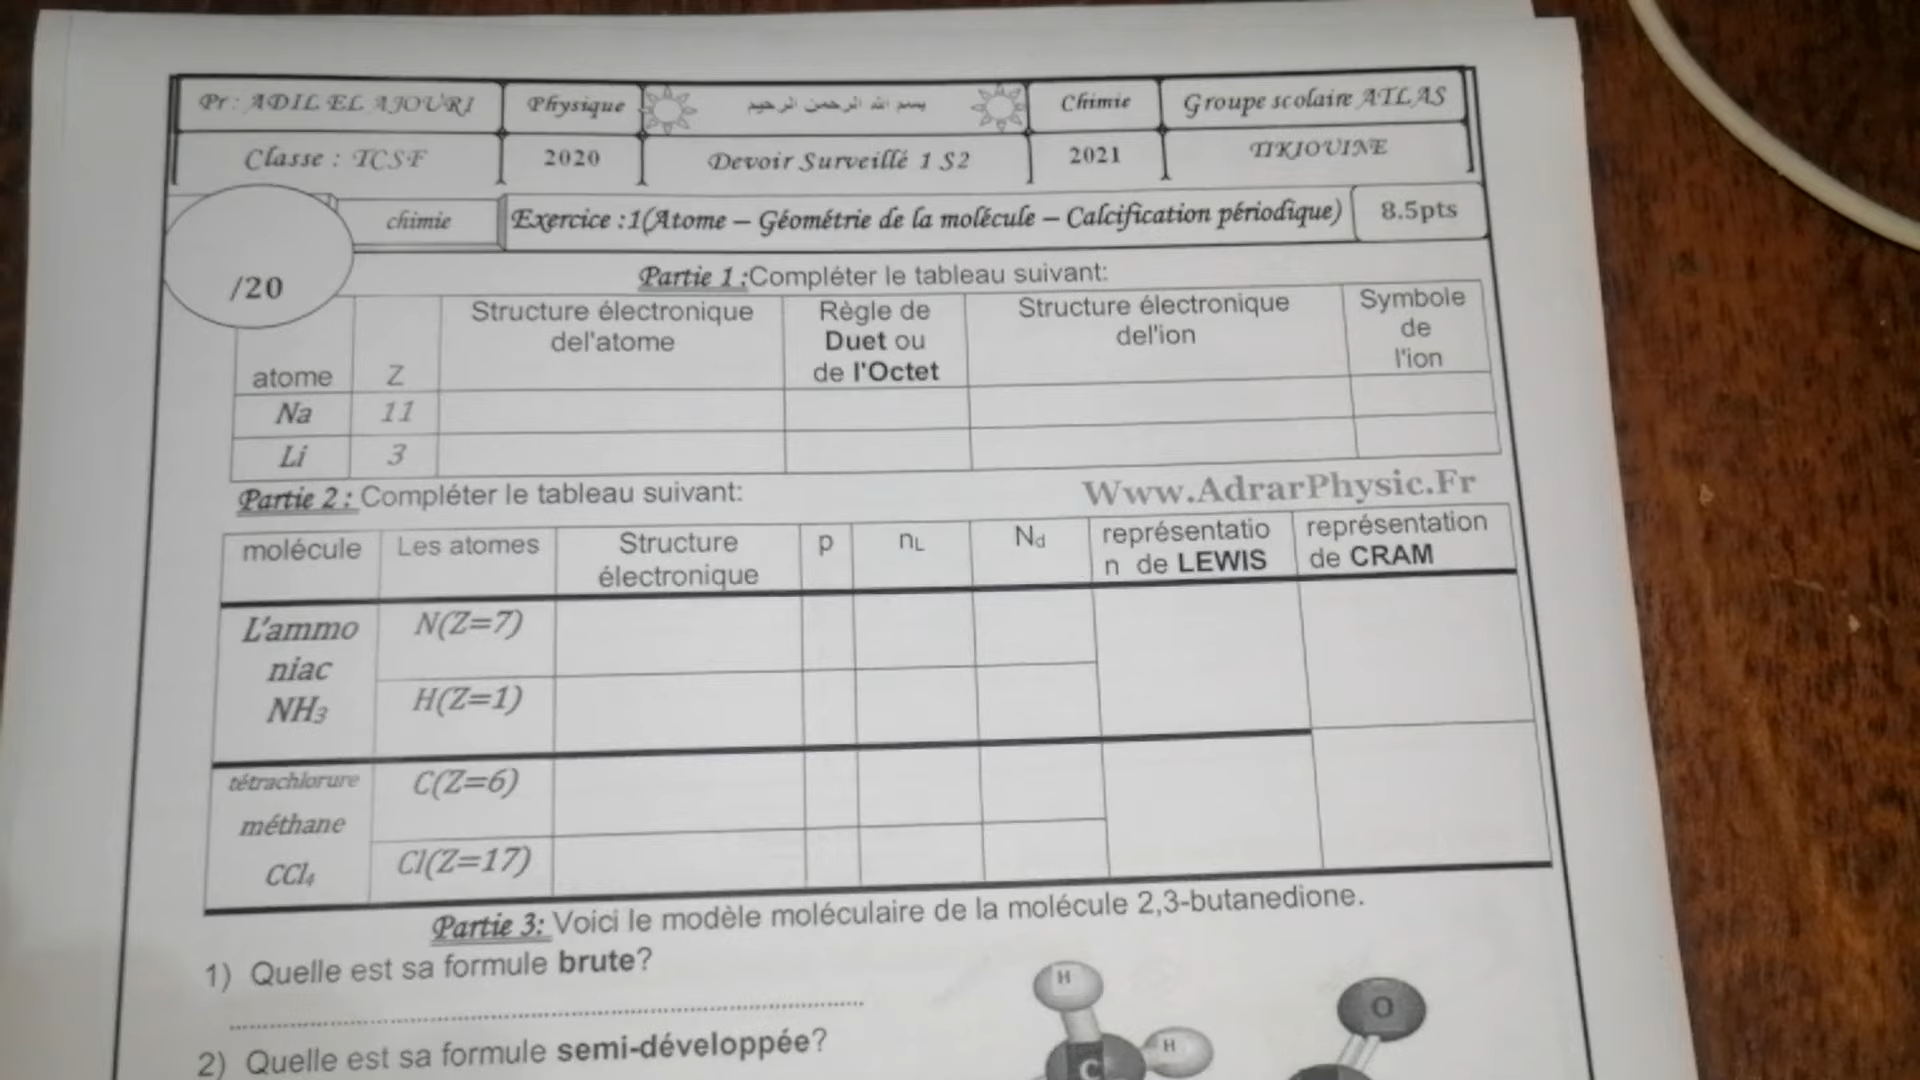 Pr : ADIL EL AJOURI Physique بسم الله الرحمن الرحيم Chimie Groupe scolaire ATLAS
Classe : TCSF 2020 Devoir Surveillé 1 S2 2021 TIKIOUINE
chimie Exercice :1(Atome – Géométrie de la molécule – Calcification périodique) 8.5pts
/20
Partie 1 :Compléter le tableau suivant:
atome Z Structure électronique del'atome Règle de Duet ou de l'Octet Structure électronique del'ion Symbole de l'ion
Na 11
Li 3
Partie 2 : Compléter le tableau suivant:
Www.AdrarPhysic.Fr
molécule Les atomes Structure électronique p nL Nd représentatio n de LEWIS représentation de CRAM
L'ammo niac NH3
N(Z=7)
H(Z=1)
tétrachlorure méthane CCl4
C(Z=6)
Cl(Z=17)
Partie 3: Voici le modèle moléculaire de la molécule 2,3-butanedione.
1) Quelle est sa formule brute?
2) Quelle est sa formule semi-développée?
H
O
H
C